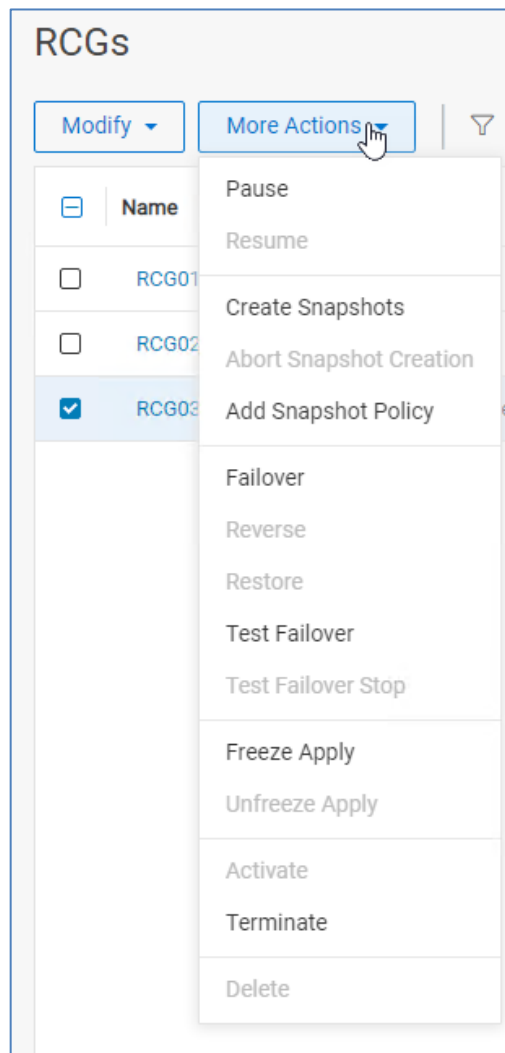 RCGs
Modify More Actions
Name
Pause
Resume
RCG01
Create Snapshots
RCG02
Abort Snapshot Creation
RCG03
Add Snapshot Policy
Failover
Reverse
Restore
Test Failover
Test Failover Stop
Freeze Apply
Unfreeze Apply
Activate
Terminate
Delete